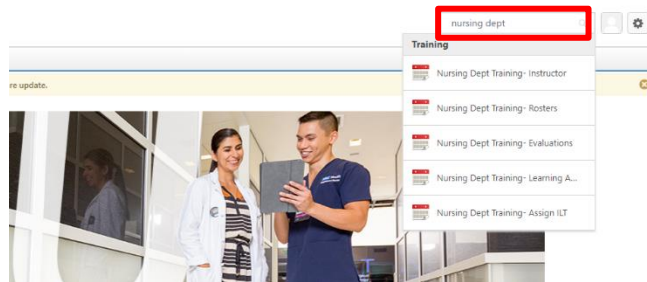 nursing dept
Training
re update.
Nursing Dept Training- Instructor
Nursing Dept Training- Rosters
Nursing Dept Training- Evaluations
Nursing Dept Training- Learning A...
Nursing Dept Training- Assign ILT